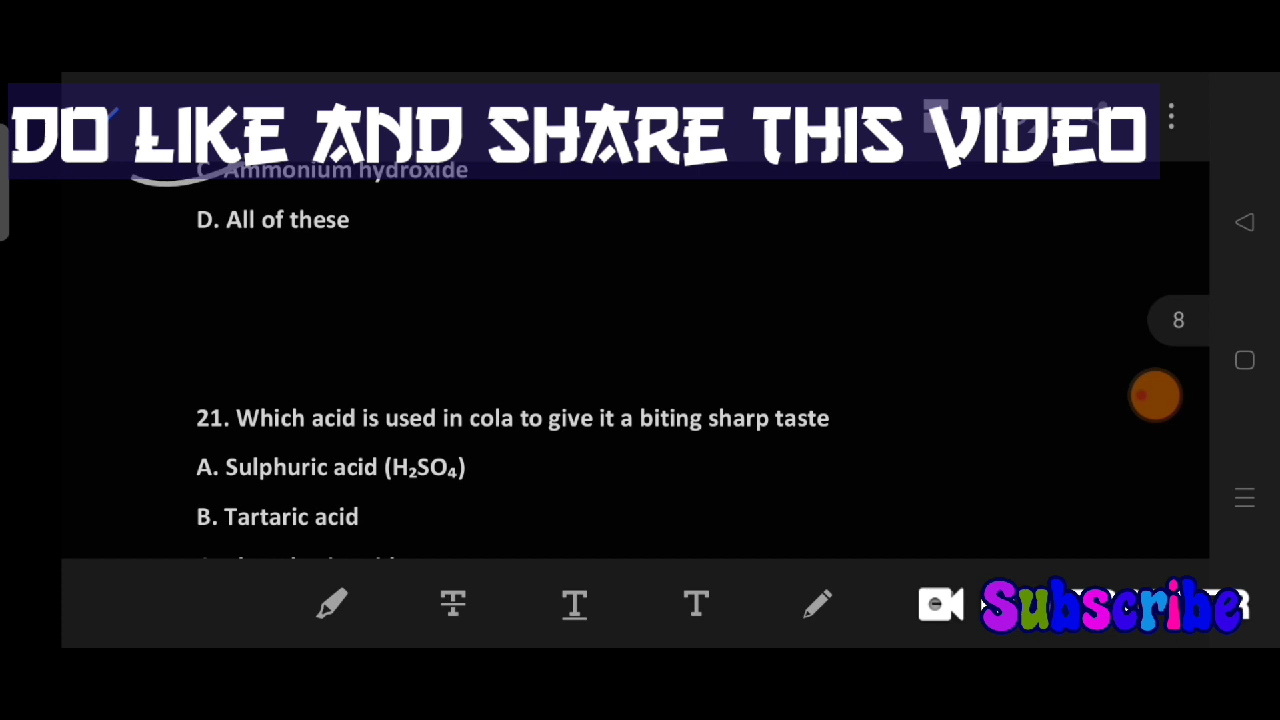 DO LIKE AND SHARE THIS VIDEO
C Ammonium hydroxide
D. All of these
8
21. Which acid is used in cola to give it a biting sharp taste
A. Sulphuric acid (H₂SO₄)
B. Tartaric acid
T T T
Subscribe